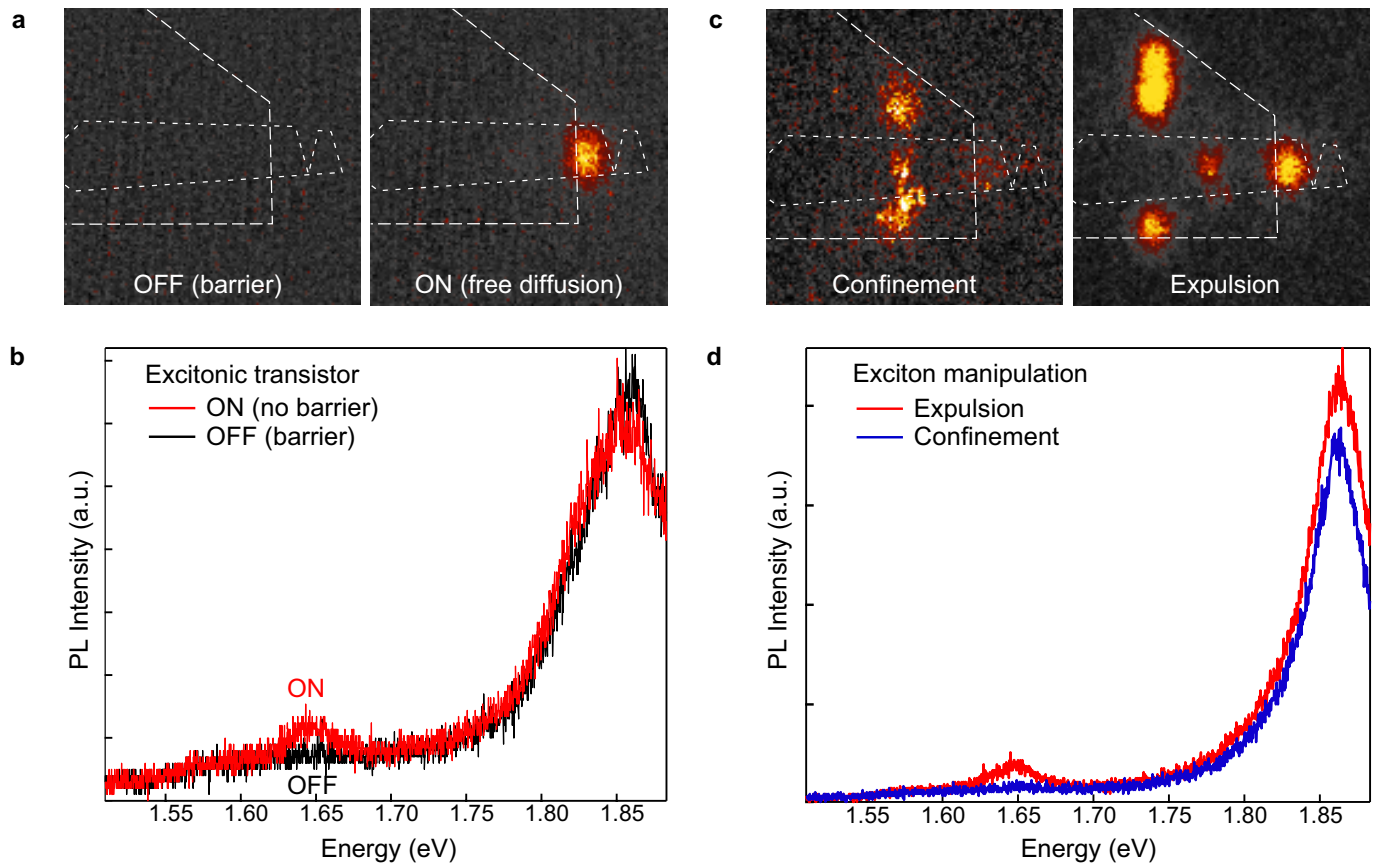 a
OFF (barrier)
ON (free diffusion)
c
Confinement
Expulsion
b
Excitonic transistor
ON (no barrier)
OFF (barrier)
ON
OFF
PL Intensity (a.u.)
1.55 1.60 1.65 1.70 1.75 1.80 1.85
Energy (eV)
d
Exciton manipulation
Expulsion
Confinement
PL Intensity (a.u.)
1.55 1.60 1.65 1.70 1.75 1.80 1.85
Energy (eV)